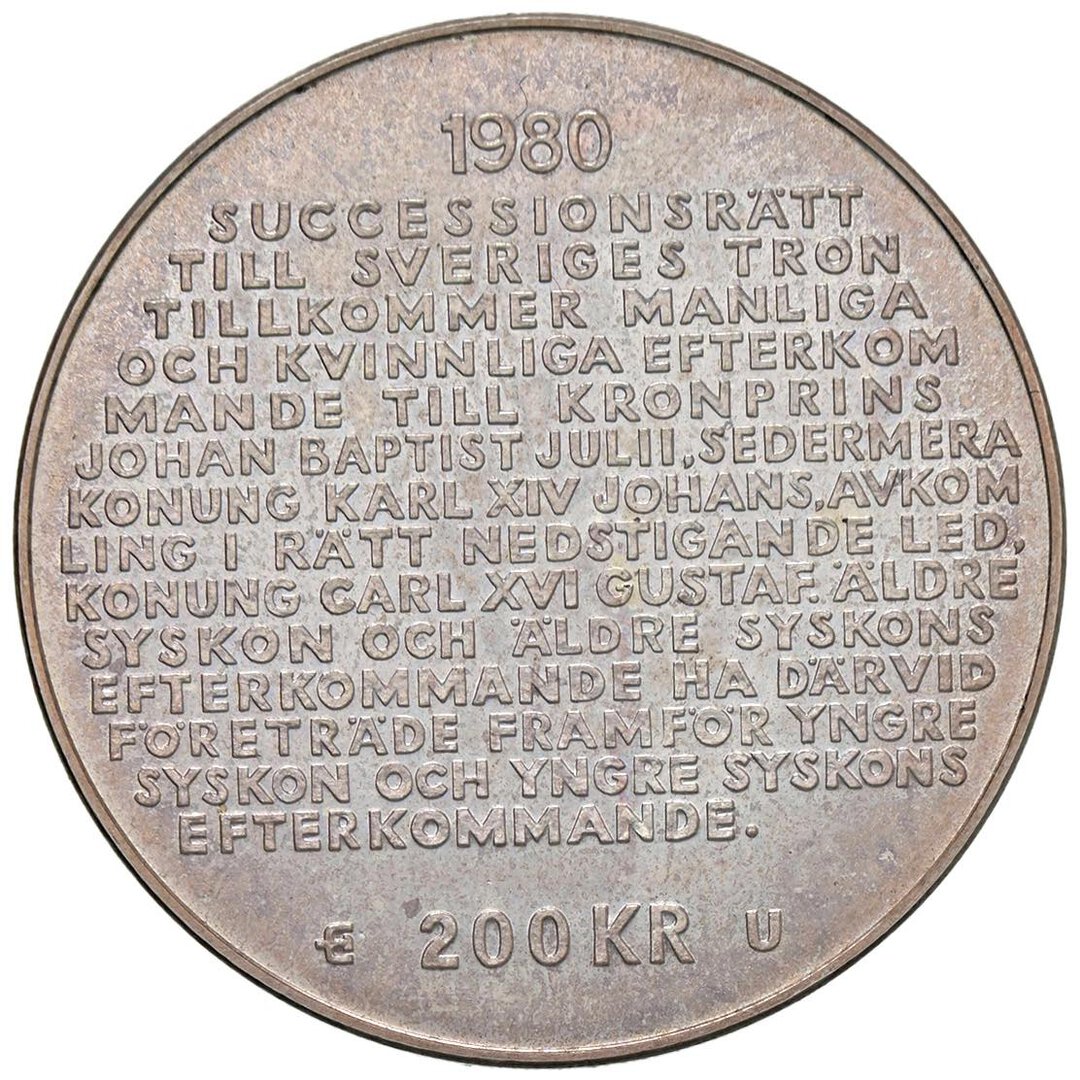 1980
SUCCESSIONSRÄTT
TILL SVERIGES TRON
TILLKOMMER MANLIGA
OCH KVINNLIGA EFTERKOM
MANDE TILL KRONPRINS
JOHAN BAPTIST JULII, SEDERMERA
KONUNG KARL XIV JOHANS, AVKOM
LING I RÄTT NEDSTIGANDE LED,
KONUNG CARL XVI GUSTAF. ÄLDRE
SYSKON OCH ÄLDRE SYSKONS
EFTERKOMMANDE HA DÄRVID
FÖRETRÄDE FRAMFÖR YNGRE
SYSKON OCH YNGRE SYSKONS
EFTERKOMMANDE.
200 KR U